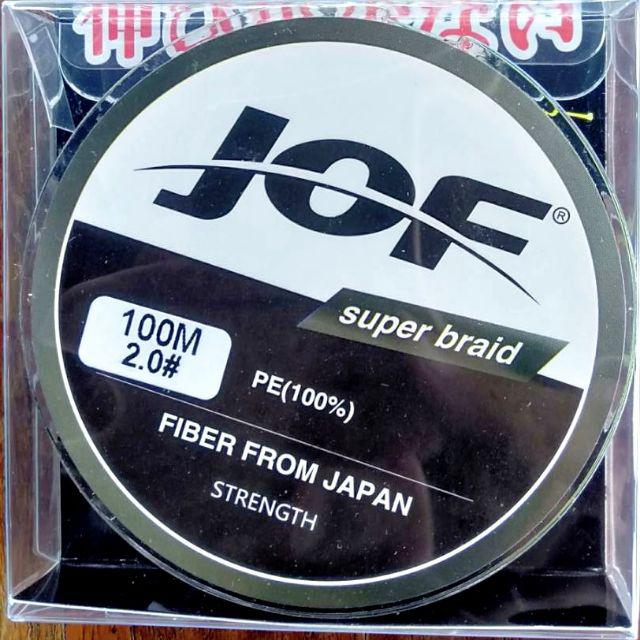 JOF®
super braid
100M
2.0#
PE(100%)
FIBER FROM JAPAN
STRENGTH